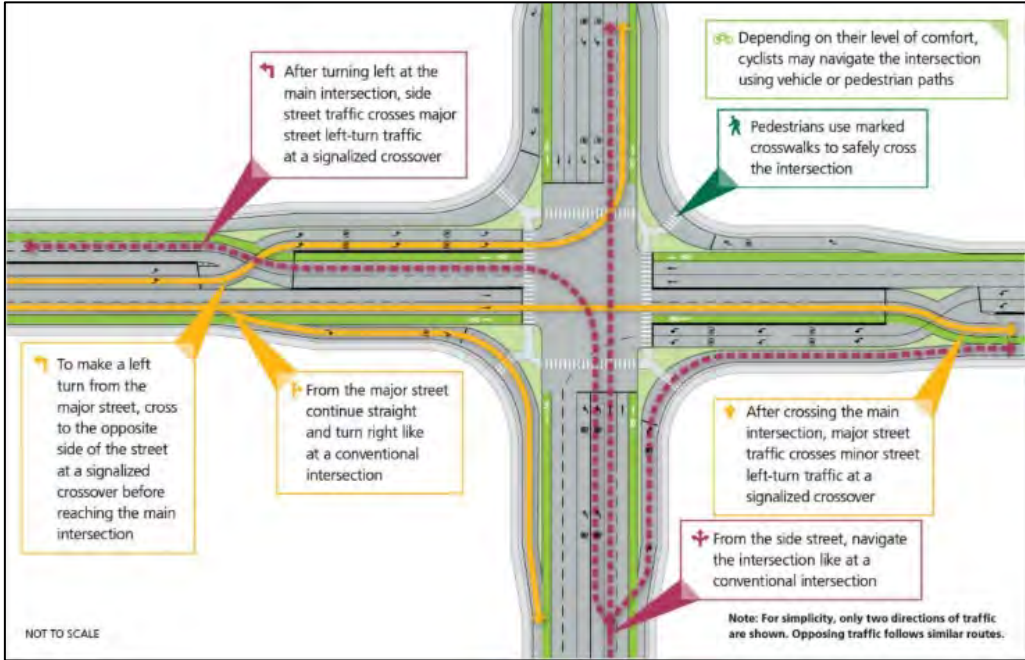 After turning left at the
main intersection, side
street traffic crosses major
street left-turn traffic
at a signalized crossover
Depending on their level of comfort,
cyclists may navigate the intersection
using vehicle or pedestrian paths
Pedestrians use marked
crosswalks to safely cross
the intersection
To make a left
turn from the
major street, cross
to the opposite
side of the street
at a signalized
crossover before
reaching the main
intersection
From the major street
continue straight
and turn right like
at a conventional
intersection
After crossing the main
intersection, major street
traffic crosses minor street
left-turn traffic at a
signalized crossover
From the side street, navigate
the intersection like at a
conventional intersection
NOT TO SCALE
Note: For simplicity, only two directions of traffic
are shown. Opposing traffic follows similar routes.